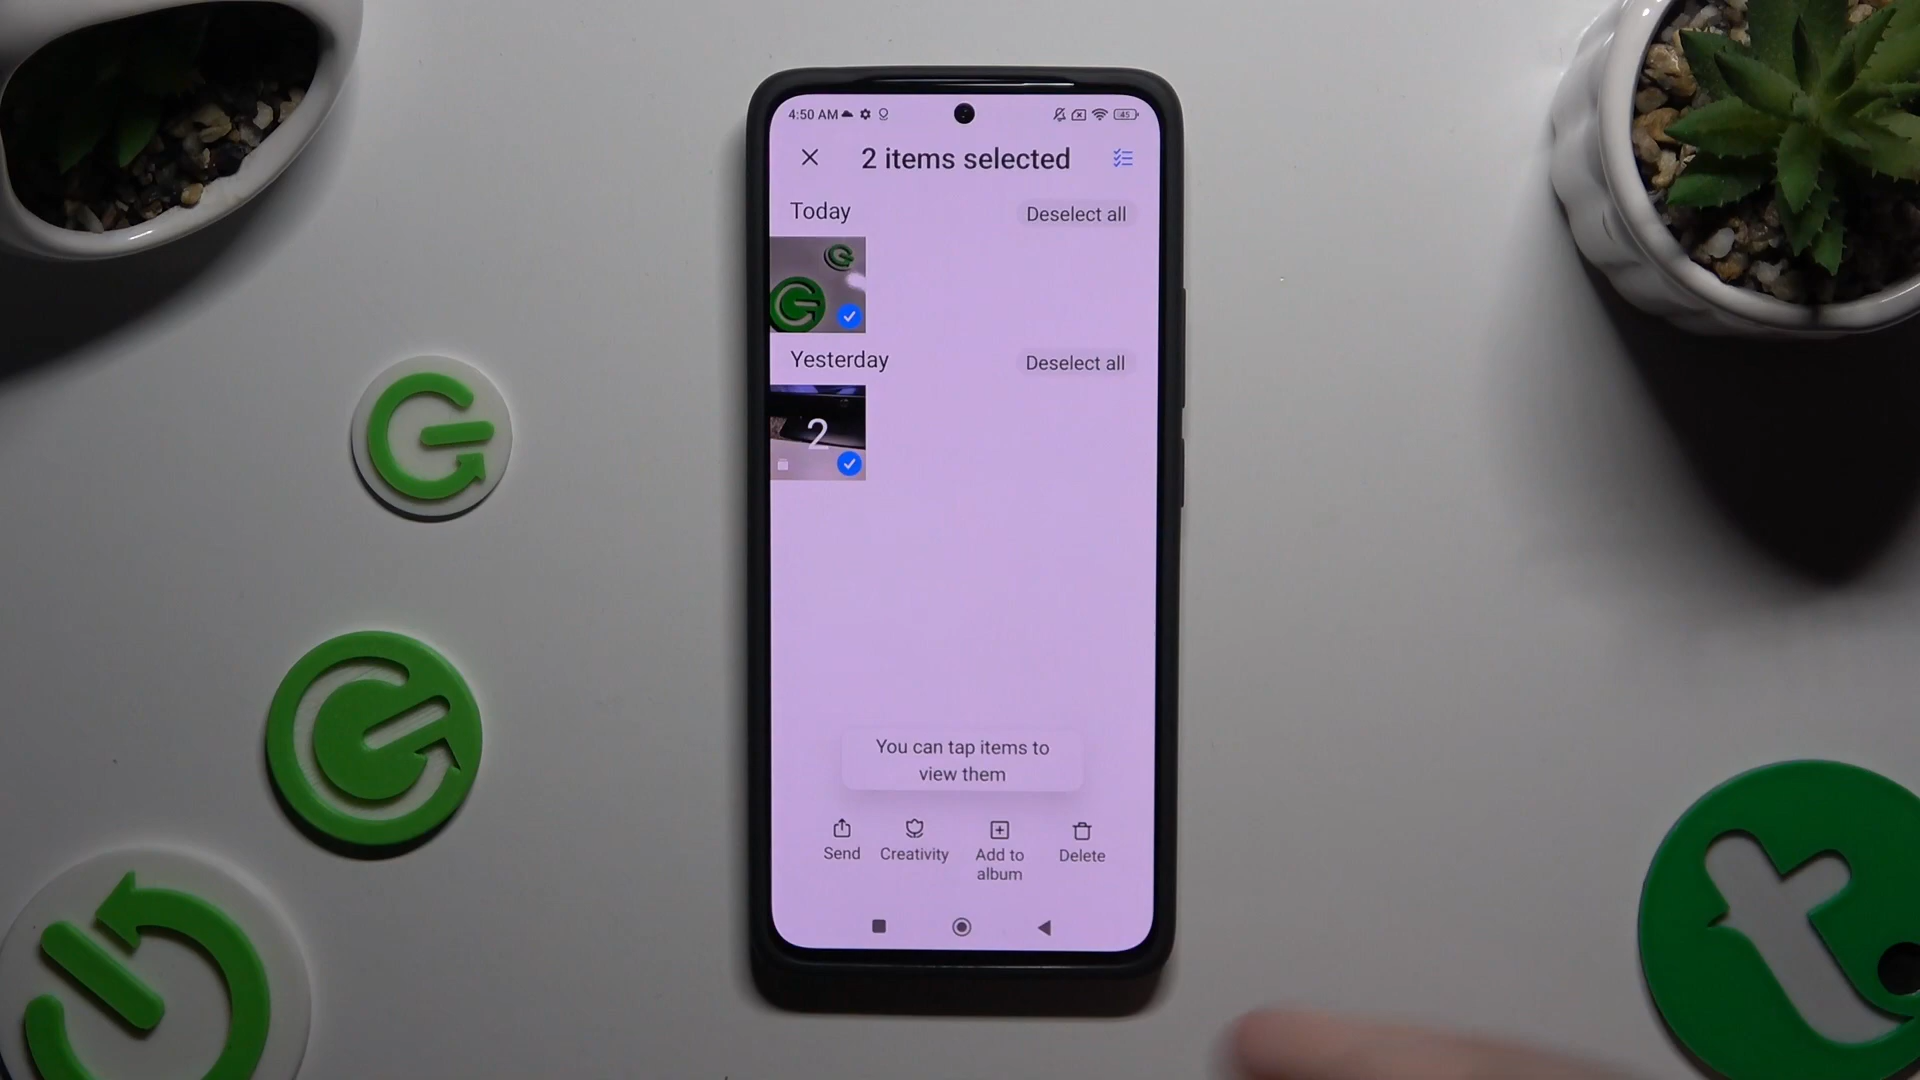 4:50 AM
45
2 items selected
Today
Deselect all
Yesterday
Deselect all
2
You can tap items to
view them
Send
Creativity
Add to
album
Delete